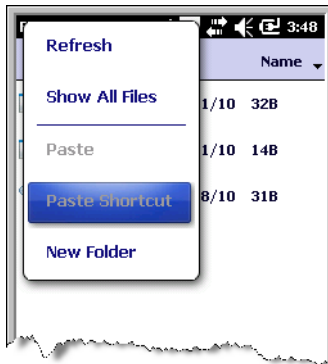 F 3:48
Refresh
Name
Show All Files
1/10 32B
Paste
1/10 14B
Paste Shortcut
8/10 31B
New Folder